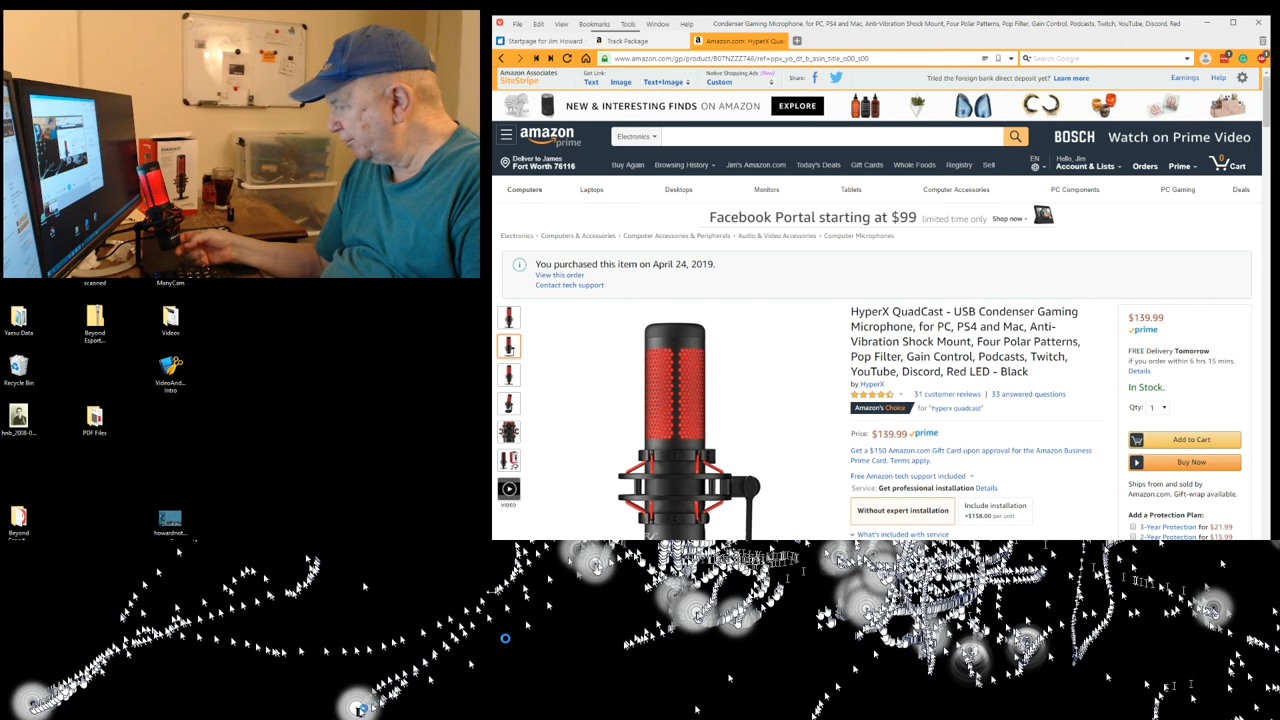 File Edit View Bookmarks Tools Window Help
Condenser Gaming Microphone, for PC, PS4 and Mac, Anti-Vibration Shock Mount, Four Polar Patterns, Pop Filter, Gain Control, Podcasts, Twitch, YouTube, Discord, Red
Startpage for Jim Howard
Track Package
Amazon.com: HyperX Qua
www.amazon.com/gp/product/B07NZZZ746/ref=ppx_yo_dt_b_asin_title_o00_s00
Search Google
Amazon Associates
SiteStripe
Get Link:
Text Image Text+Image
Native Shopping Ads (New)
Custom
Share:
Tried the foreign bank direct deposit yet? Learn more
Earnings Help
NEW & INTERESTING FINDS ON AMAZON EXPLORE
amazon
prime
Electronics
BOSCH Watch on Prime Video
Deliver to James
Fort Worth 76116
Buy Again Browsing History Jim's Amazon.com Today's Deals Gift Cards Whole Foods Registry Sell
EN
Hello, Jim
Account & Lists Orders Prime 0 Cart
Computers Laptops Desktops Monitors Tablets Computer Accessories PC Components PC Gaming Deals
Facebook Portal starting at $99 limited time only Shop now ›
Electronics › Computers & Accessories › Computer Accessories & Peripherals › Audio & Video Accessories › Computer Microphones
You purchased this item on April 24, 2019.
View this order
Contact tech support
HyperX QuadCast - USB Condenser Gaming
Microphone, for PC, PS4 and Mac, Anti-
Vibration Shock Mount, Four Polar Patterns,
Pop Filter, Gain Control, Podcasts, Twitch,
YouTube, Discord, Red LED - Black
by HyperX
31 customer reviews | 33 answered questions
Amazon's Choice for "hyperx quadcast"
Price: $139.99 prime
Get a $150 Amazon.com Gift Card upon approval for the Amazon Business
Prime Card. Terms apply.
Free Amazon tech support included
Service: Get professional installation Details
Without expert installation
Include installation
+$158.00 per unit
What's included with service
VIDEO
$139.99
prime
FREE Delivery Tomorrow
if you order within 6 hrs 15 mins.
Details
In Stock.
Qty: 1
Add to Cart
Buy Now
Ships from and sold by
Amazon.com. Gift-wrap available.
Add a Protection Plan:
3-Year Protection for $21.99
2-Year Protection for $15.99
scanned
ManyCam
Yaesu Data
Beyond
Esport...
Videos
Recycle Bin
VideoAnd...
Intro
hnb_2008-0...
PDF Files
Beyond
Esport...
howardnet...